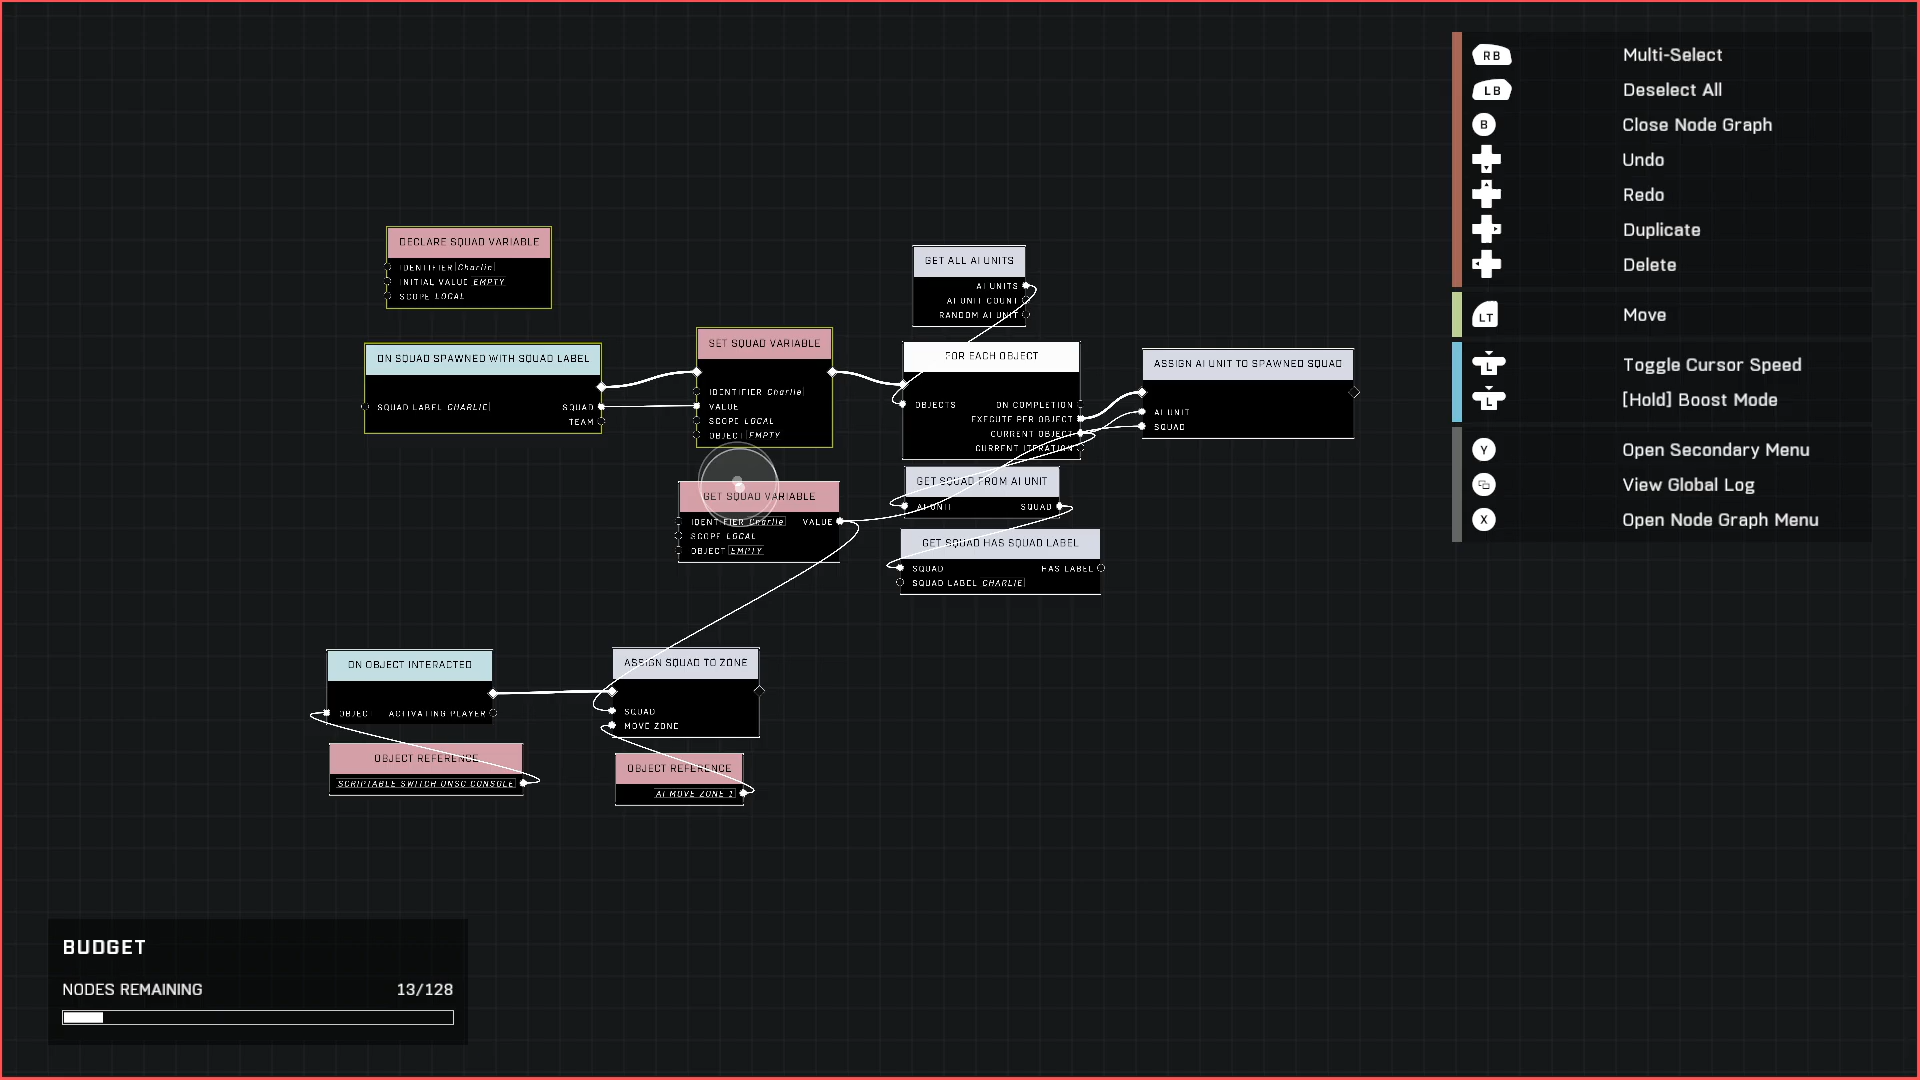 RB Multi-Select
LB Deselect All
B Close Node Graph
Undo
Redo
Duplicate
Delete
LT Move
L Toggle Cursor Speed
L [Hold] Boost Mode
Y Open Secondary Menu
View Global Log
X Open Node Graph Menu
DECLARE SQUAD VARIABLE
IDENTIFIER Charlie
INITIAL VALUE EMPTY
SCOPE LOCAL
GET ALL AI UNITS
AI UNITS
AI UNIT COUNT
RANDOM AI UNIT
ON SQUAD SPAWNED WITH SQUAD LABEL
SQUAD LABEL CHARLIE SQUAD
TEAM
SET SQUAD VARIABLE
IDENTIFIER Charlie
VALUE
SCOPE LOCAL
OBJECT EMPTY
FOR EACH OBJECT
OBJECTS ON COMPLETION
EXECUTE PER OBJECT
CURRENT OBJECT
CURRENT ITERATION
ASSIGN AI UNIT TO SPAWNED SQUAD
AI UNIT
SQUAD
GET SQUAD VARIABLE
IDENTIFIER Charlie VALUE
SCOPE LOCAL
OBJECT EMPTY
GET SQUAD FROM AI UNIT
AI UNIT SQUAD
GET SQUAD HAS SQUAD LABEL
SQUAD HAS LABEL
SQUAD LABEL CHARLIE
ON OBJECT INTERACTED
OBJECT ACTIVATING PLAYER
OBJECT REFERENCE
SCRIPTABLE SWITCH UNSC CONSOLE
ASSIGN SQUAD TO ZONE
SQUAD
MOVE ZONE
OBJECT REFERENCE
AI MOVE ZONE 1
BUDGET
NODES REMAINING 13/128